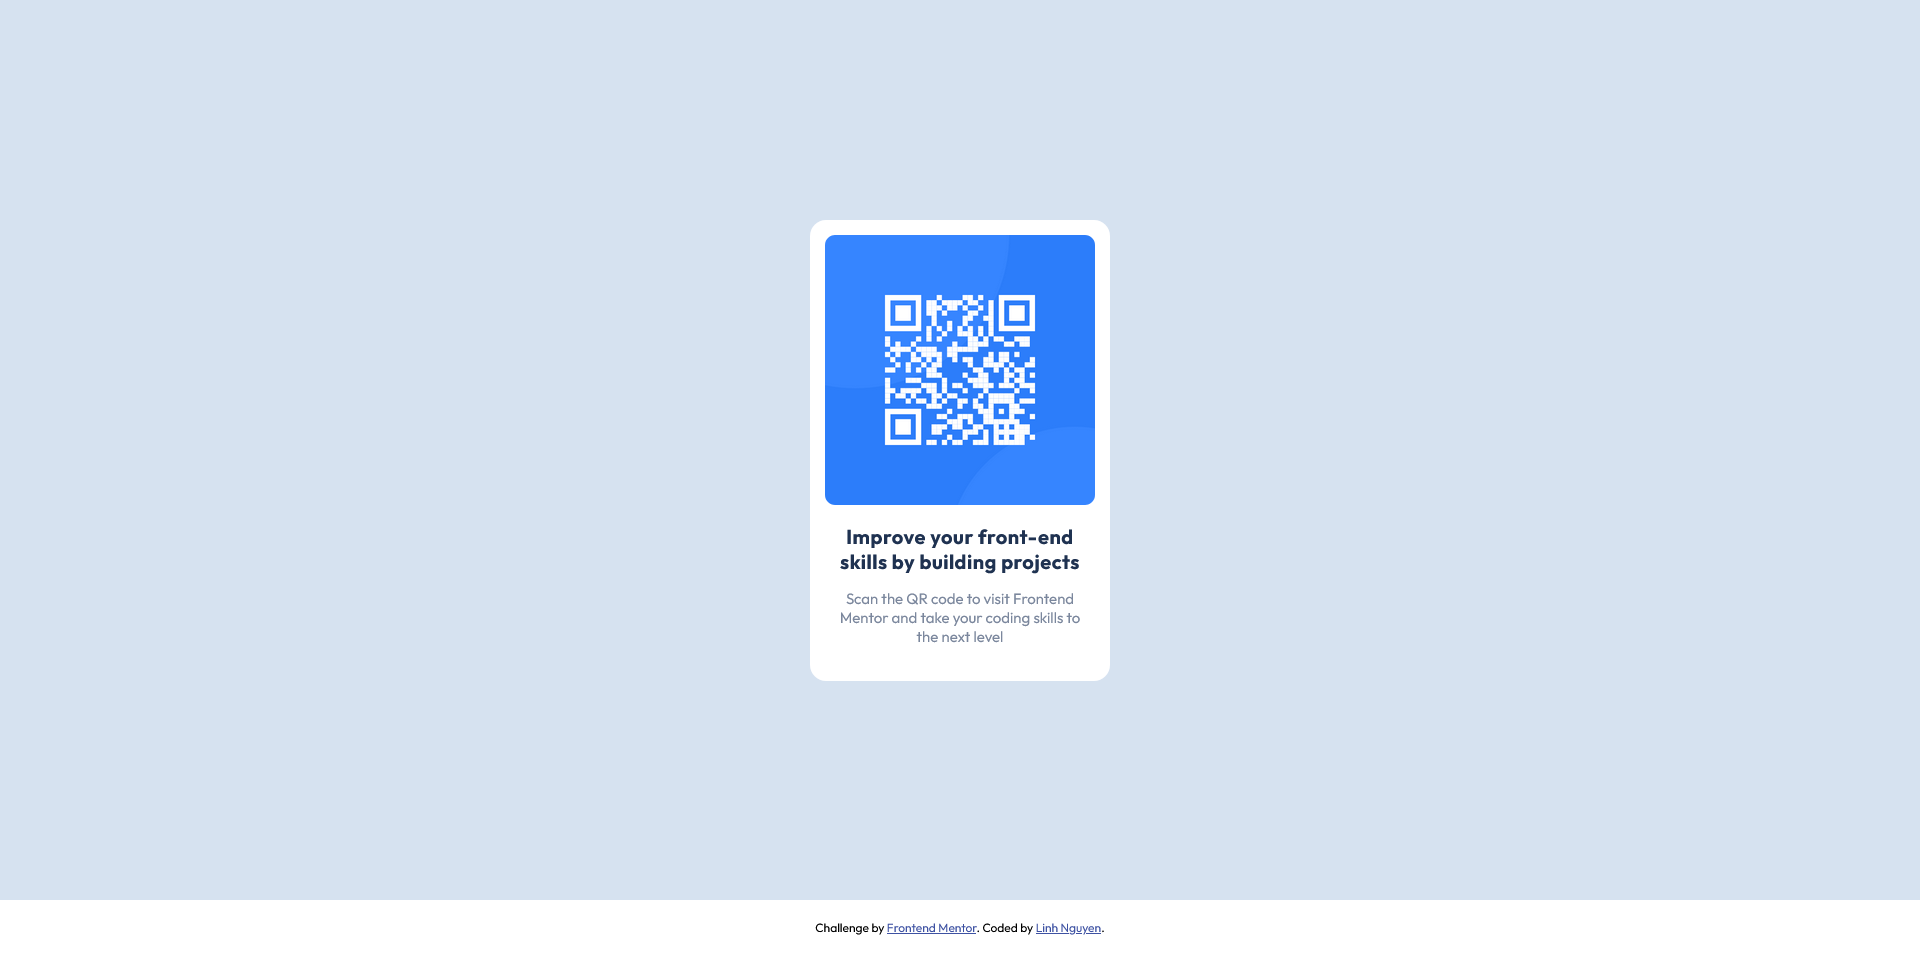 Improve your front-end
skills by building projects
Scan the QR code to visit Frontend
Mentor and take your coding skills to
the next level
Challenge by Frontend Mentor. Coded by Linh Nguyen.